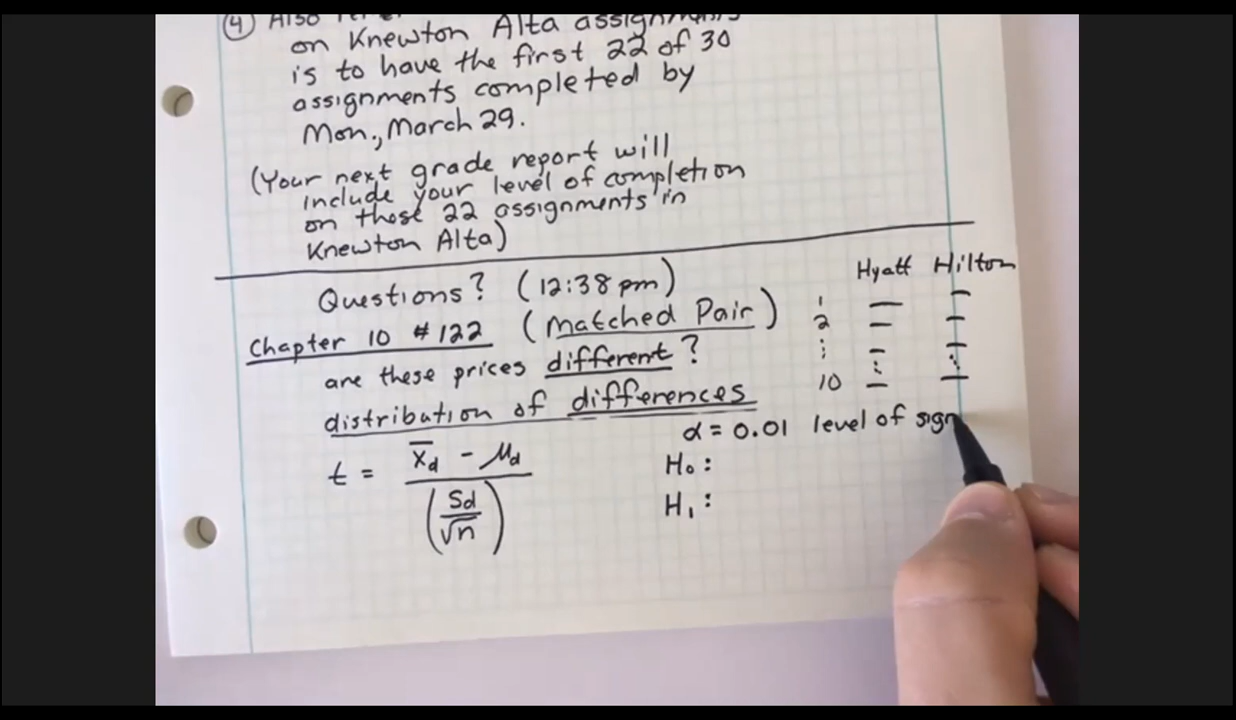 ④ Also
on Knewton Alta assignments
is to have the first 22 of 30
assignments completed by
Mon., March 29.
(Your next grade report will
include your level of completion
on those 22 assignments in
Knewton Alta)
Questions? (12:38 pm)
Hyatt Hilton
Chapter 10 #122 (Matched Pair)
1 — —
2 — —
⋮ — —
⋮ ⋮
10 — —
are these prices different?
distribution of differences
α = 0.01 level of sign
t = (x̄d - μd) / (Sd/√n)
H₀:
H₁: